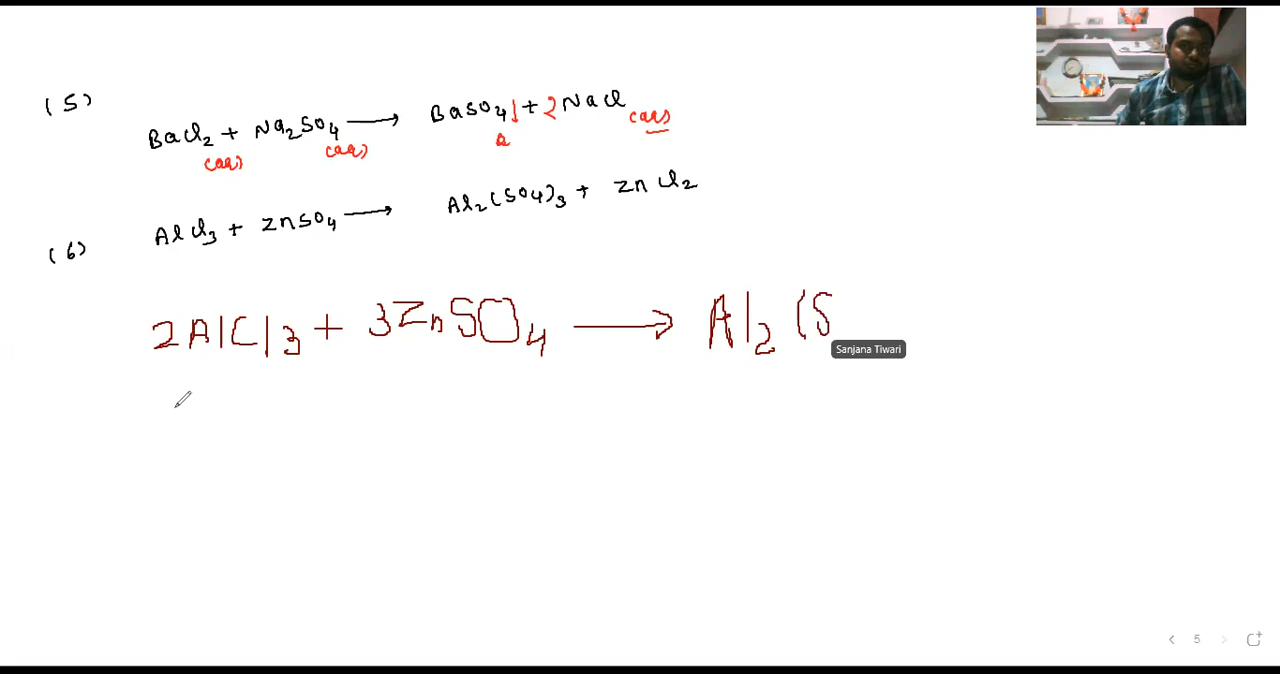 (5)
BaCl2 + Na2SO4 → BaSO4↓ + 2NaCl
(aq) (aq) (aq)
(6)
AlCl3 + ZnSO4 → Al2(SO4)3 + ZnCl2
2AlCl3 + 3ZnSO4 → Al2(S
Sanjana Tiwari
5